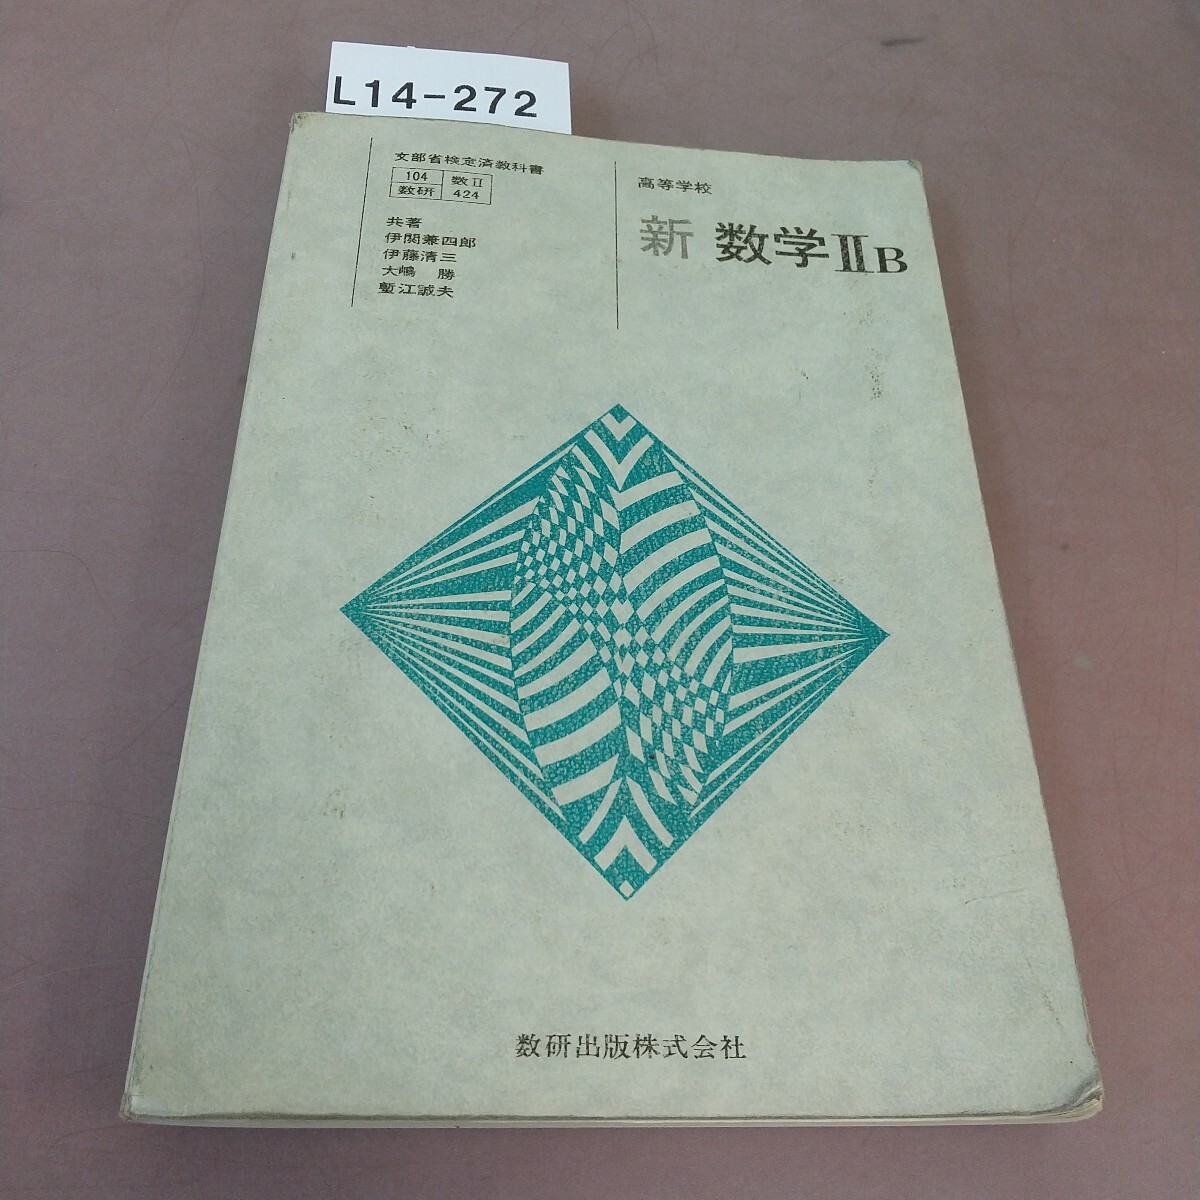 L14-272
文部省検定済教科書
104 数II
数研 424
共著
伊関兼四郎
伊藤清三
大嶋 勝
塹江誠夫
高等学校
新 数学ⅡB
数研出版株式会社